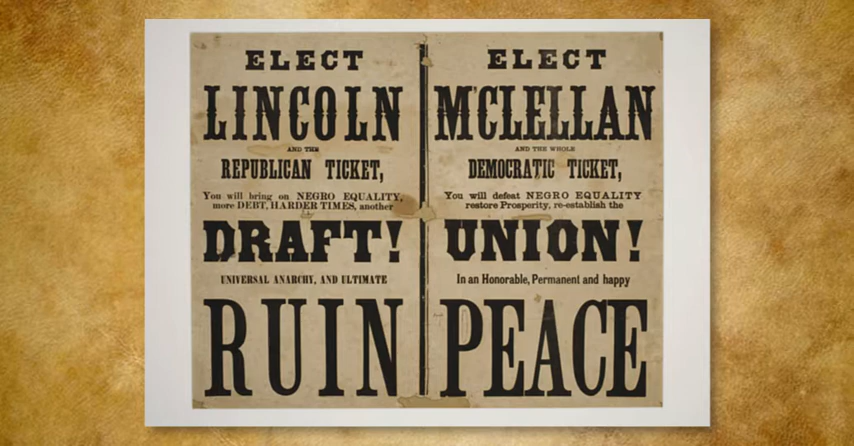 ELECT
LINCOLN
AND THE
REPUBLICAN TICKET,
You will bring on NEGRO EQUALITY,
more DEBT, HARDER TIMES, another
DRAFT!
UNIVERSAL ANARCHY, AND ULTIMATE
RUIN
ELECT
M'CLELLAN
AND THE WHOLE
DEMOCRATIC TICKET,
You will defeat NEGRO EQUALITY
restore Prosperity, re-establish the
UNION!
In an Honorable, Permanent and happy
PEACE